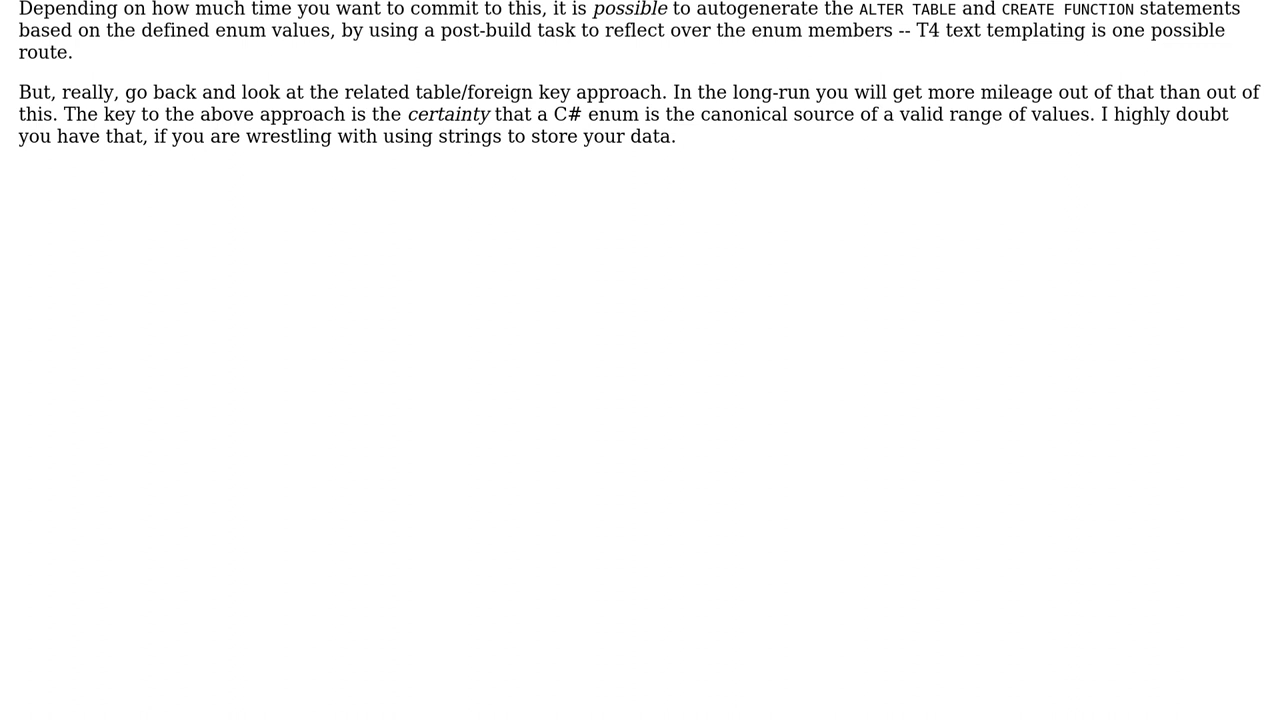 Depending on how much time you want to commit to this, it is possible to autogenerate the ALTER TABLE and CREATE FUNCTION statements
based on the defined enum values, by using a post-build task to reflect over the enum members -- T4 text templating is one possible
route.
But, really, go back and look at the related table/foreign key approach. In the long-run you will get more mileage out of that than out of
this. The key to the above approach is the certainty that a C# enum is the canonical source of a valid range of values. I highly doubt
you have that, if you are wrestling with using strings to store your data.